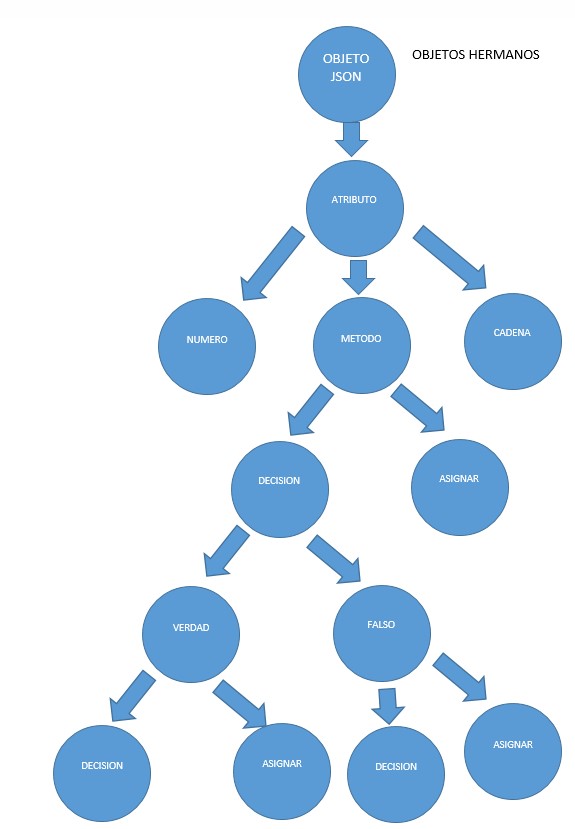 OBJETO
JSON
OBJETOS HERMANOS
ATRIBUTO
NUMERO
METODO
CADENA
DECISION
ASIGNAR
VERDAD
FALSO
DECISION
ASIGNAR
DECISION
ASIGNAR